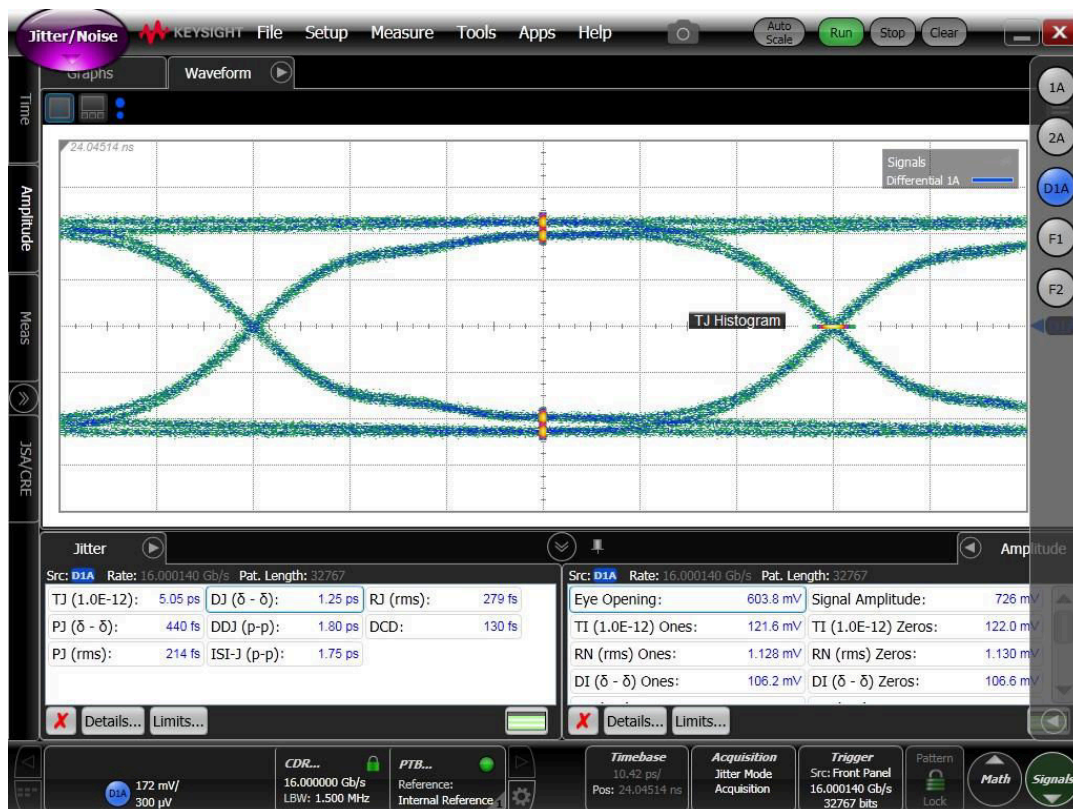 Jitter/Noise KEYSIGHT File Setup Measure Tools Apps Help Auto Scale Run Stop Clear
Graphs Waveform
Time
Amplitude
Meas
JSA/CRE
24.04514 ns
Signals
Differential 1A
TJ Histogram
1A
2A
D1A
F1
F2
Jitter
Src: D1A Rate: 16.000140 Gb/s Pat. Length: 32767
TJ (1.0E-12): 5.05 ps DJ (δ - δ): 1.25 ps RJ (rms): 279 fs
PJ (δ - δ): 440 fs DDJ (p-p): 1.80 ps DCD: 130 fs
PJ (rms): 214 fs ISI-J (p-p): 1.75 ps
Details... Limits...
Amplitude
Src: D1A Rate: 16.000140 Gb/s Pat. Length: 32767
Eye Opening: 603.8 mV Signal Amplitude: 726 mV
TI (1.0E-12) Ones: 121.6 mV TI (1.0E-12) Zeros: 122.0 mV
RN (rms) Ones: 1.128 mV RN (rms) Zeros: 1.130 mV
DI (δ - δ) Ones: 106.2 mV DI (δ - δ) Zeros: 106.6 mV
Details... Limits...
D1A
172 mV/
300 µV
CDR...
16.000000 Gb/s
LBW: 1.500 MHz
PTB...
Reference:
Internal Reference
Timebase
10.42 ps/
Pos: 24.04514 ns
Acquisition
Jitter Mode
Acquisition
Trigger
Src: Front Panel
16.000140 Gb/s
32767 bits
Pattern
Lock
Math
Signals